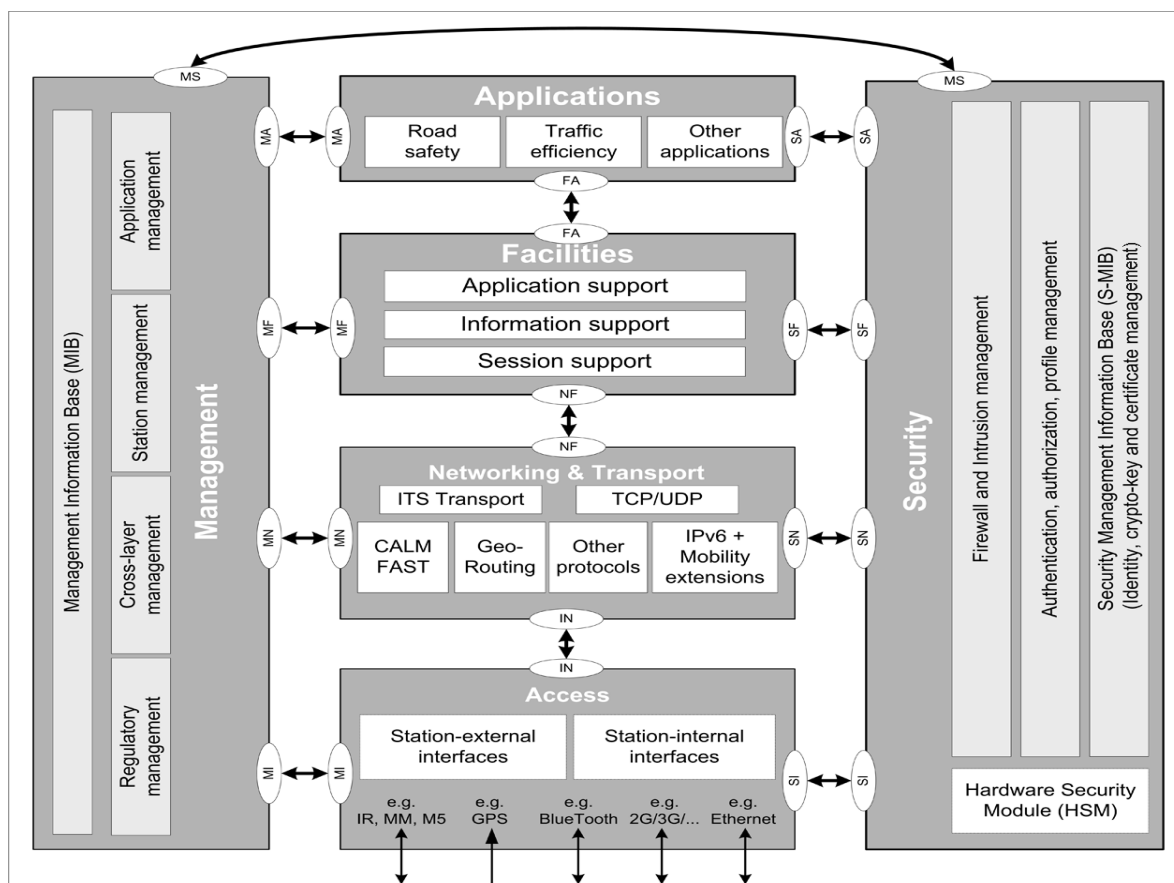 MS
MS
Management Information Base (MIB)
Application
management
Station management
Cross-layer
management
Regulatory
management
Management
MA
MA
MF
MF
MN
MN
MI
MI
Applications
Road
safety
Traffic
efficiency
Other
applications
FA
FA
Facilities
Application support
Information support
Session support
NF
NF
Networking & Transport
ITS Transport
TCP/UDP
CALM
FAST
Geo-
Routing
Other
protocols
IPv6 +
Mobility
extensions
IN
IN
Access
Station-external
interfaces
Station-internal
interfaces
e.g.
IR, MM, M5
e.g.
GPS
e.g.
BlueTooth
e.g.
2G/3G/...
e.g.
Ethernet
SA
SA
SF
SF
SN
SN
SI
SI
Security
Firewall and Intrusion management
Authentication, authorization, profile management
Security Management Information Base (S-MIB)
(Identity, crypto-key and certificate management)
Hardware Security
Module (HSM)